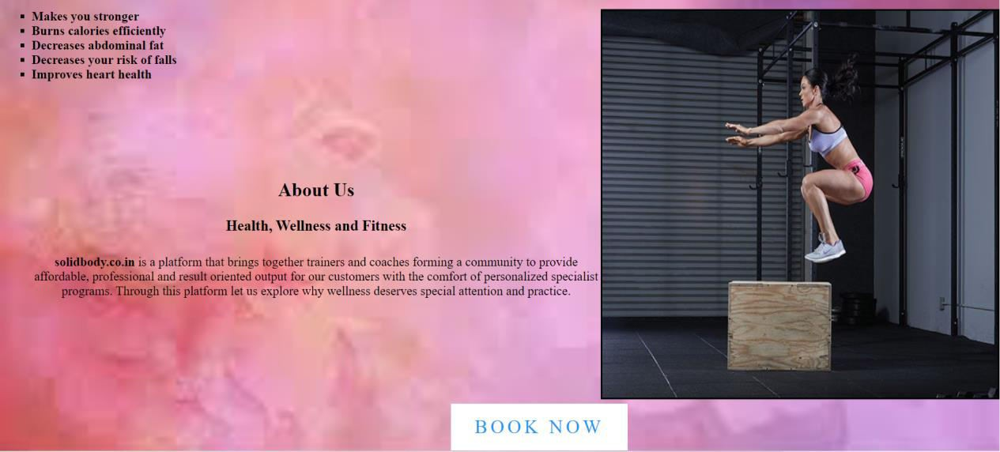 Makes you stronger
Burns calories efficiently
Decreases abdominal fat
Decreases your risk of falls
Improves heart health
About Us
Health, Wellness and Fitness
solidbody.co.in is a platform that brings together trainers and coaches forming a community to provide
affordable, professional and result oriented output for our customers with the comfort of personalized specialist
programs. Through this platform let us explore why wellness deserves special attention and practice.
BOOK NOW